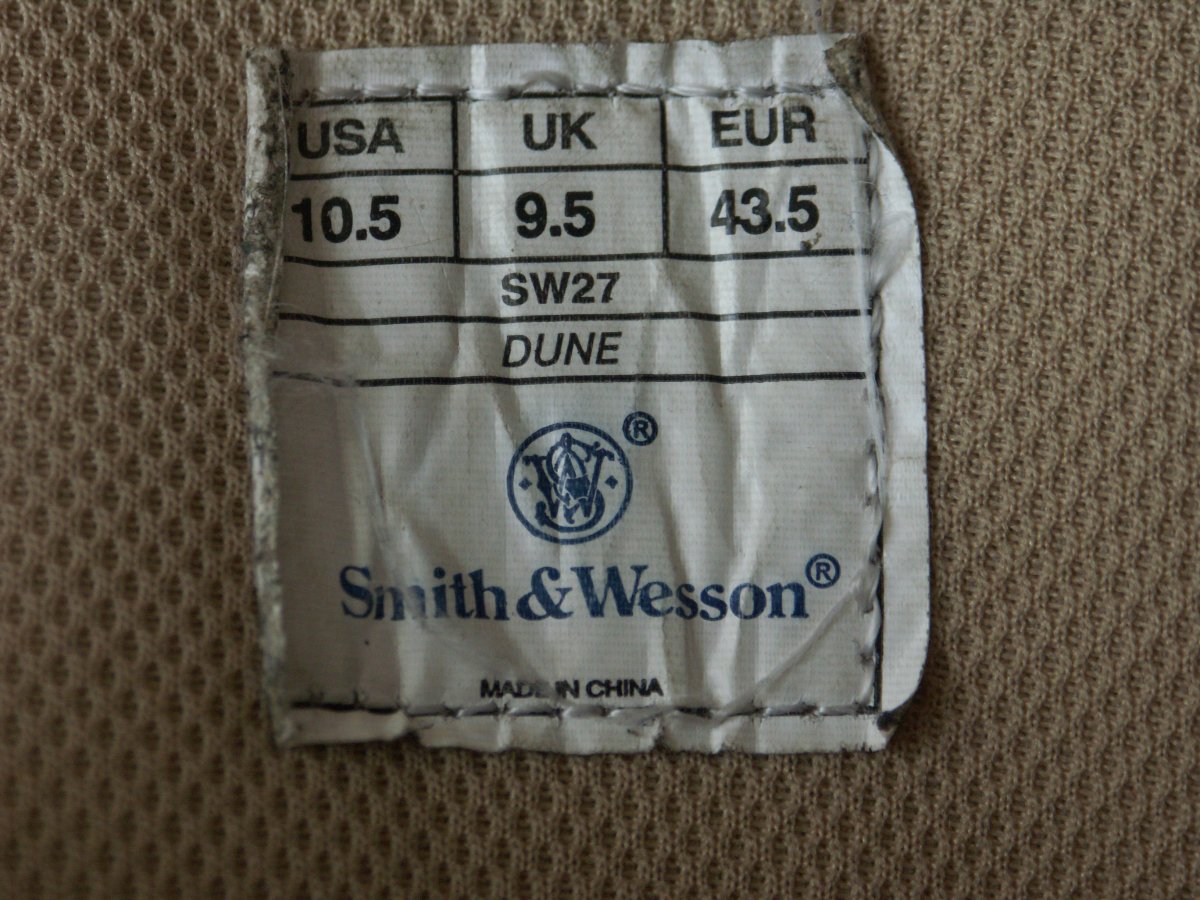 USA UK EUR
10.5 9.5 43.5
SW27
DUNE
®
Smith & Wesson®
MADE IN CHINA